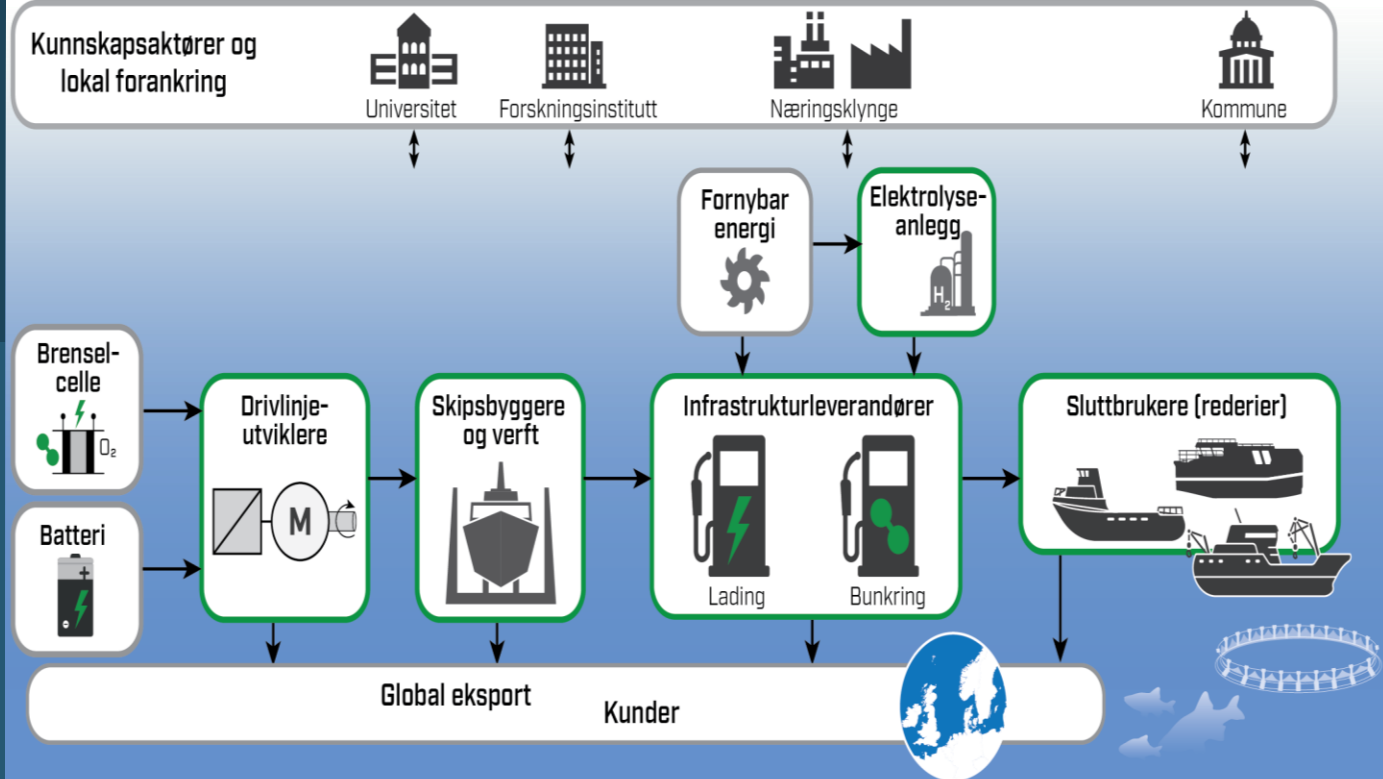 Kunnskapsaktører og
lokal forankring
Universitet
Forskningsinstitutt
Næringsklynge
Kommune
Fornybar
energi
Elektrolyse-
anlegg
H2
Brensel-
celle
O2
Batteri
+
-
Drivlinje-
utviklere
M
Skipsbyggere
og verft
Infrastrukturleverandører
Lading
Bunkring
Sluttbrukere (rederier)
Global eksport
Kunder